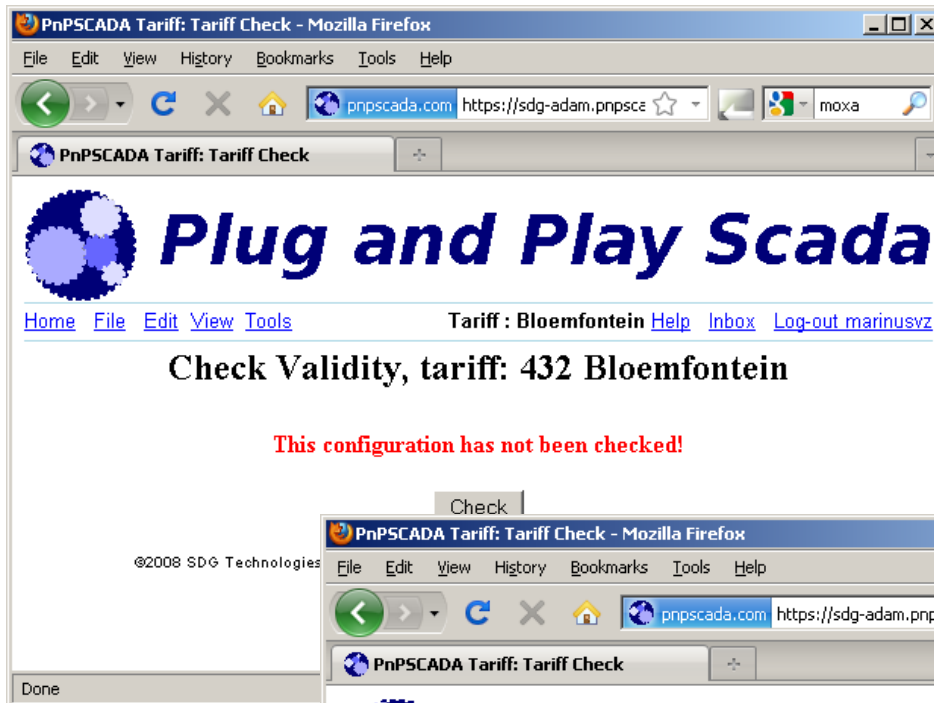 PnPSCADA Tariff: Tariff Check - Mozilla Firefox
File Edit View History Bookmarks Tools Help
pnpscada.com https://sdg-adam.pnpsca moxa
PnPSCADA Tariff: Tariff Check
Plug and Play Scada
Home File Edit View Tools Tariff : Bloemfontein Help Inbox Log-out marinusvz
Check Validity, tariff: 432 Bloemfontein
This configuration has not been checked!
Check
©2008 SDG Technologies
PnPSCADA Tariff: Tariff Check - Mozilla Firefox
File Edit View History Bookmarks Tools Help
pnpscada.com https://sdg-adam.pnp
PnPSCADA Tariff: Tariff Check
Done